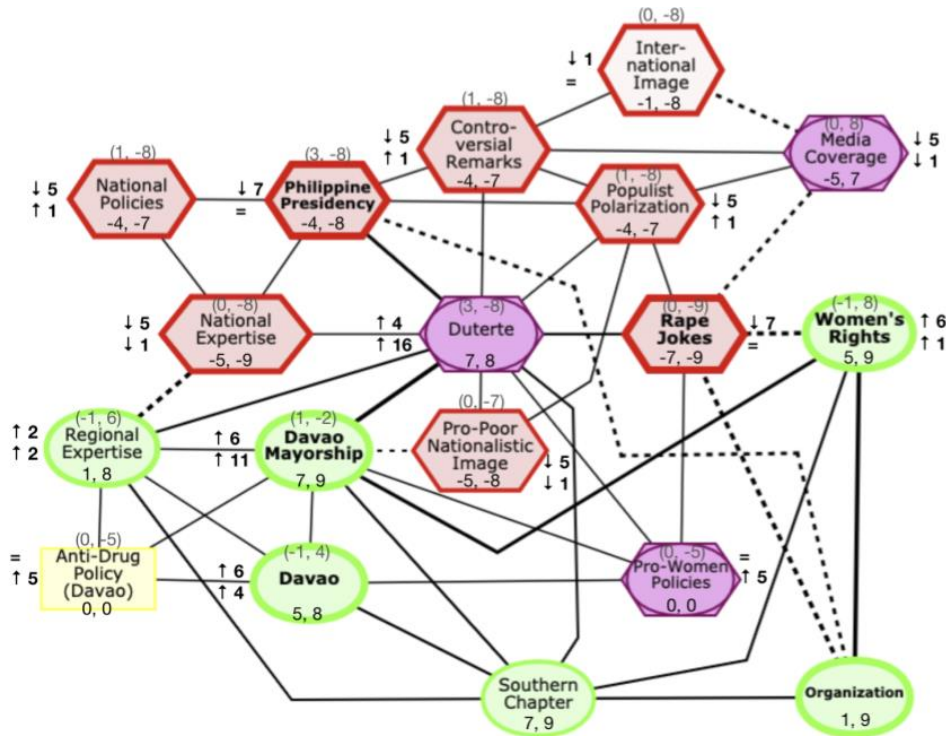 (0, -8)
Inter-
national
Image
-1, -8
↓ 1
=
(1, -8)
Contro-
versial
Remarks
-4, -7
↓ 5
↑ 1
(0, 8)
Media
Coverage
-5, 7
↓ 5
↓ 1
(1, -8)
National
Policies
-4, -7
↓ 5
↑ 1
(3, -8)
Philippine
Presidency
-4, -8
↓ 7
=
(1, -8)
Populist
Polarization
-4, -7
↓ 5
↑ 1
(0, -8)
National
Expertise
-5, -9
↓ 5
↓ 1
(3, -8)
Duterte
7, 8
↑ 4
↑ 16
(0, -9)
Rape
Jokes
-7, -9
↓ 7
=
(-1, 8)
Women's
Rights
5, 9
↑ 6
↑ 1
(-1, 6)
Regional
Expertise
1, 8
↑ 2
↑ 2
(1, -2)
Davao
Mayorship
7, 9
↑ 6
↑ 11
(0, -7)
Pro-Poor
Nationalistic
Image
-5, -8
↓ 5
↓ 1
(0, -5)
Anti-Drug
Policy
(Davao)
0, 0
=
↑ 5
(-1, 4)
Davao
5, 8
↑ 6
↑ 4
(0, -5)
Pro-Women
Policies
0, 0
=
↑ 5
Southern
Chapter
7, 9
Organization
1, 9